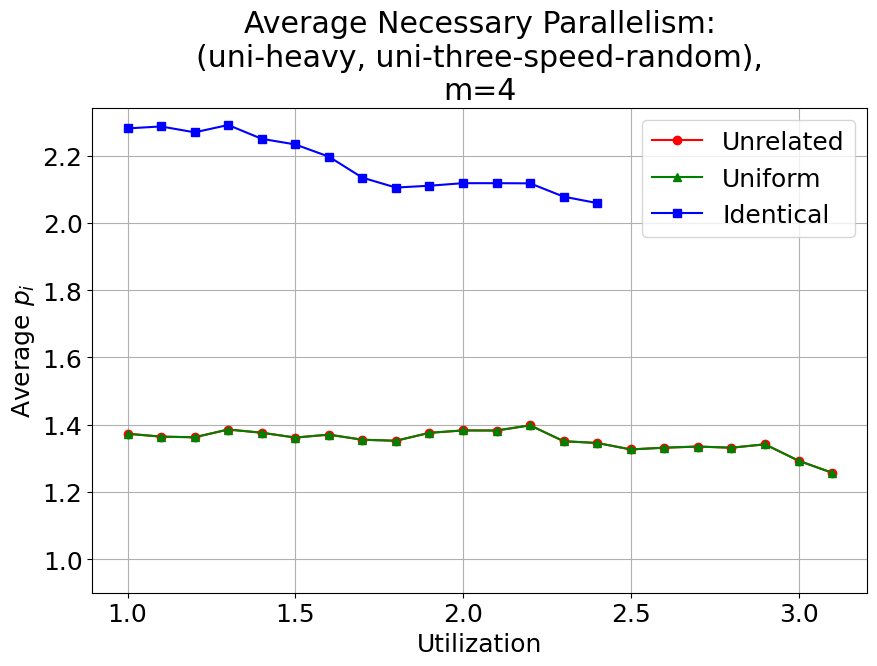 Average Necessary Parallelism:
(uni-heavy, uni-three-speed-random),
m=4
Unrelated
Uniform
Identical
Average p_i
2.2
2.0
1.8
1.6
1.4
1.2
1.0
1.0 1.5 2.0 2.5 3.0
Utilization